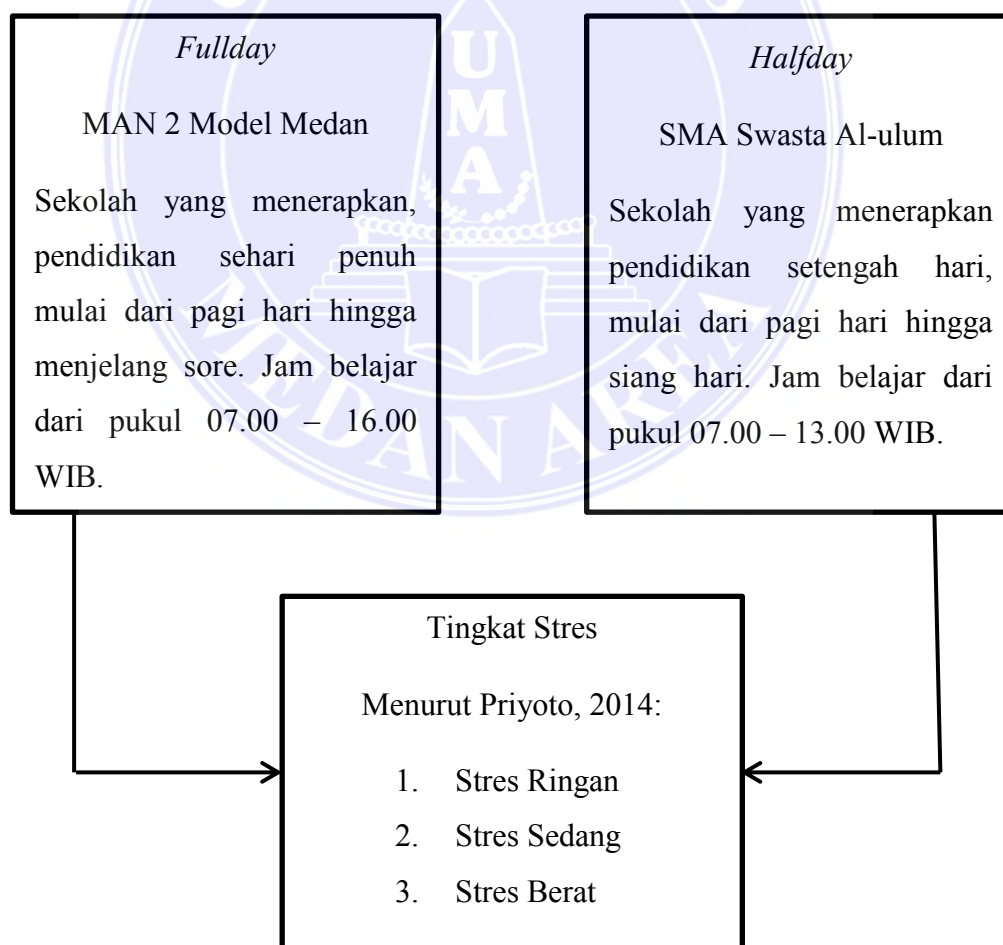 Fullday
MAN 2 Model Medan
Sekolah yang menerapkan,
pendidikan sehari penuh
mulai dari pagi hari hingga
menjelang sore. Jam belajar
dari pukul 07.00 – 16.00
WIB.
Halfday
SMA Swasta Al-ulum
Sekolah yang menerapkan
pendidikan setengah hari,
mulai dari pagi hari hingga
siang hari. Jam belajar dari
pukul 07.00 – 13.00 WIB.
UMA
MEDAN AREA
Tingkat Stres
Menurut Priyoto, 2014:
1. Stres Ringan
2. Stres Sedang
3. Stres Berat